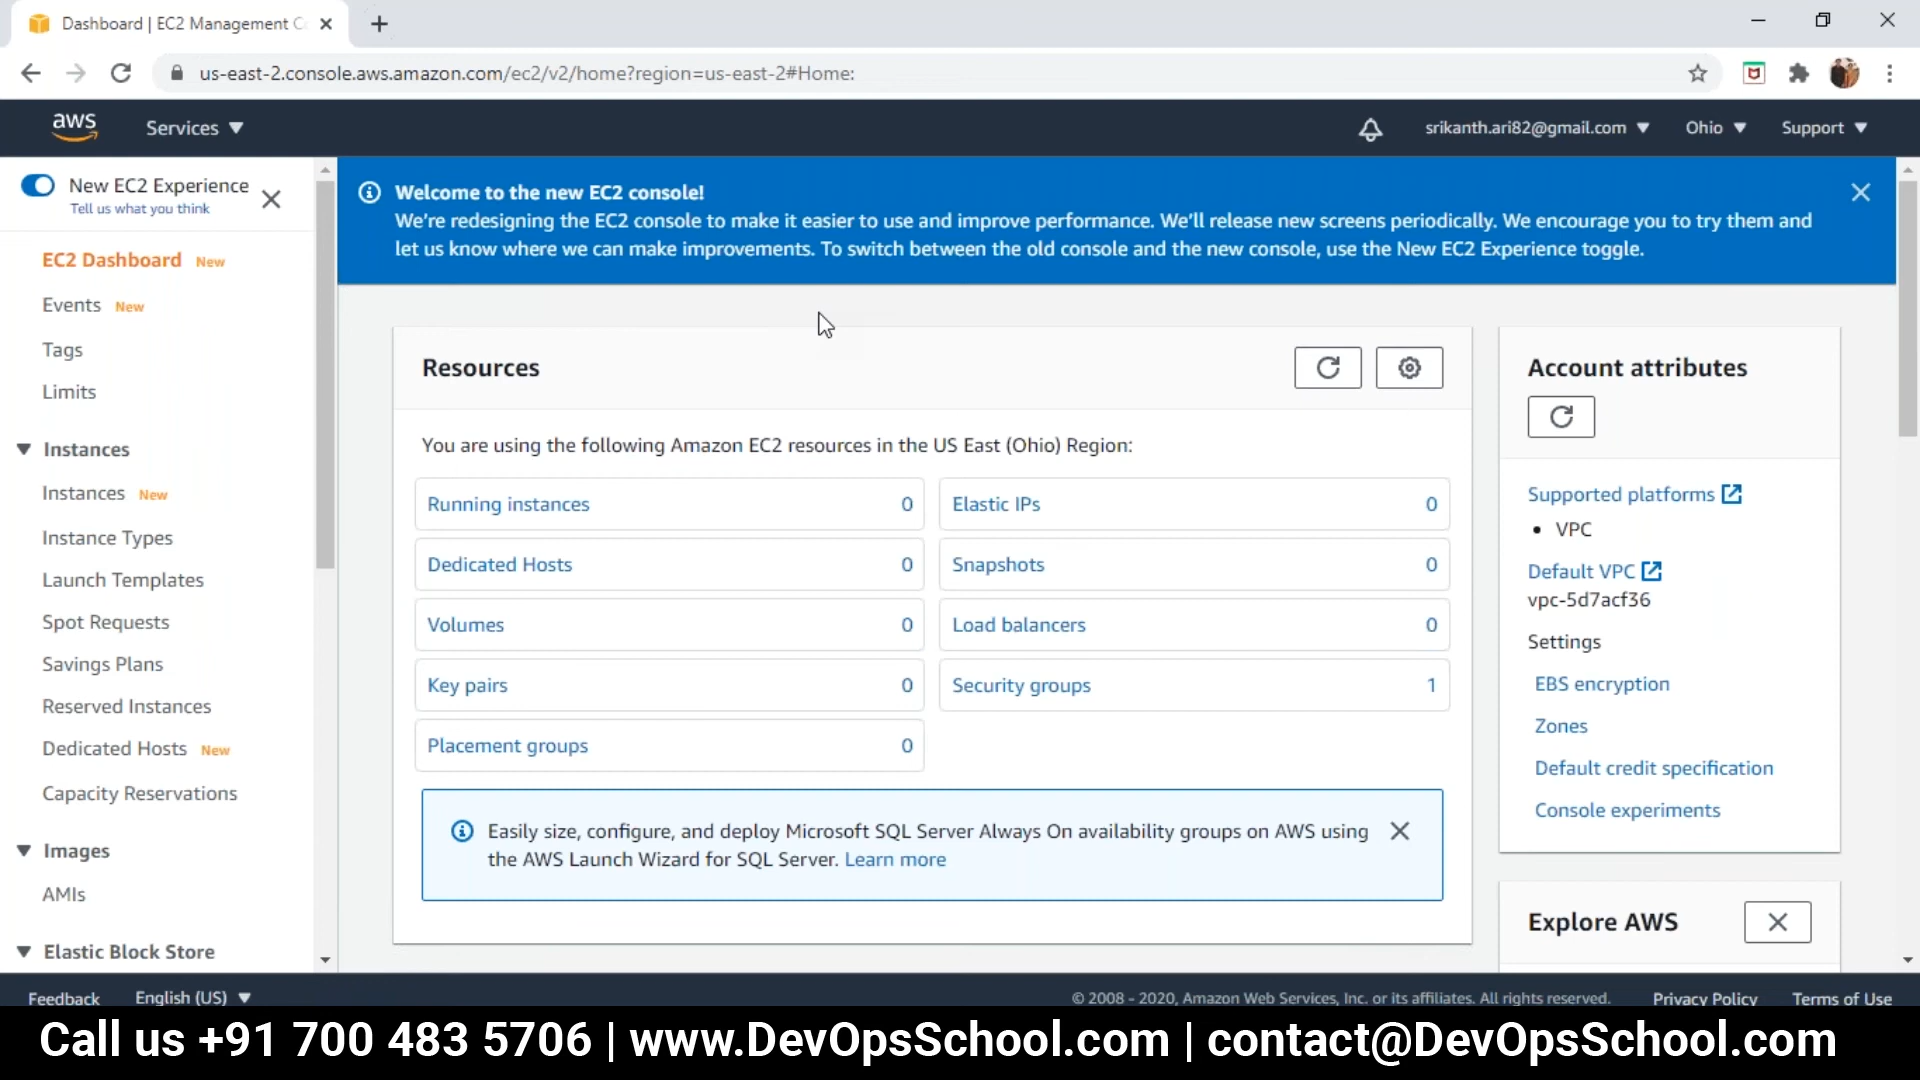 Dashboard | EC2 Management C
us-east-2.console.aws.amazon.com/ec2/v2/home?region=us-east-2#Home:
aws
Services
srikanth.ari82@gmail.com
Ohio
Support
New EC2 Experience
Tell us what you think
EC2 Dashboard New
Events New
Tags
Limits
Instances
Instances New
Instance Types
Launch Templates
Spot Requests
Savings Plans
Reserved Instances
Dedicated Hosts New
Capacity Reservations
Images
AMIs
Elastic Block Store
Welcome to the new EC2 console!
We're redesigning the EC2 console to make it easier to use and improve performance. We'll release new screens periodically. We encourage you to try them and
let us know where we can make improvements. To switch between the old console and the new console, use the New EC2 Experience toggle.
Resources
You are using the following Amazon EC2 resources in the US East (Ohio) Region:
Running instances 0
Elastic IPs 0
Dedicated Hosts 0
Snapshots 0
Volumes 0
Load balancers 0
Key pairs 0
Security groups 1
Placement groups 0
Easily size, configure, and deploy Microsoft SQL Server Always On availability groups on AWS using
the AWS Launch Wizard for SQL Server. Learn more
Account attributes
Supported platforms
• VPC
Default VPC
vpc-5d7acf36
Settings
EBS encryption
Zones
Default credit specification
Console experiments
Explore AWS
Feedback
English (US)
© 2008 - 2020, Amazon Web Services, Inc. or its affiliates. All rights reserved.
Privacy Policy
Terms of Use
Call us +91 700 483 5706 | www.DevOpsSchool.com | contact@DevOpsSchool.com